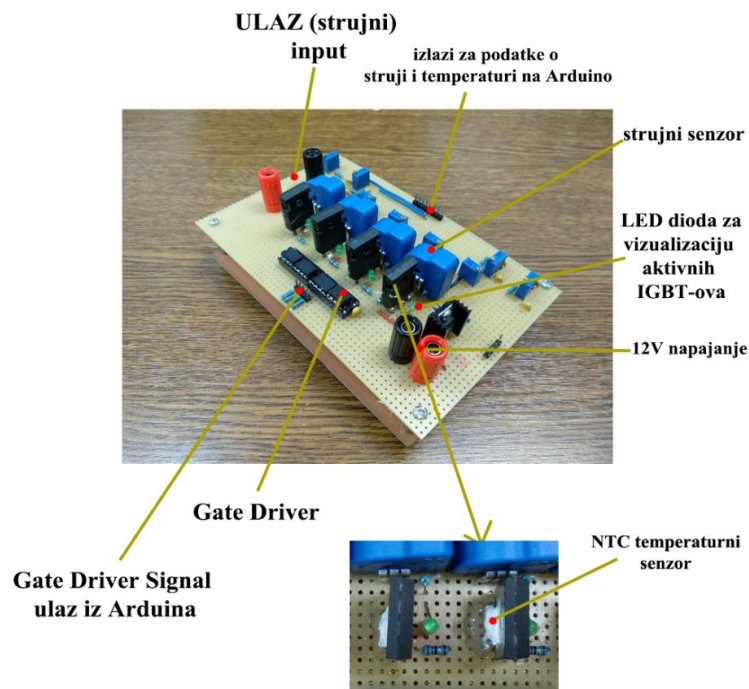 ULAZ (strujni)
input
izlazi za podatke o
struji i temperaturi na Arduino
strujni senzor
LED dioda za
vizualizaciju
aktivnih
IGBT-ova
12V napajanje
Gate Driver
NTC temperaturni
senzor
Gate Driver Signal
ulaz iz Arduina